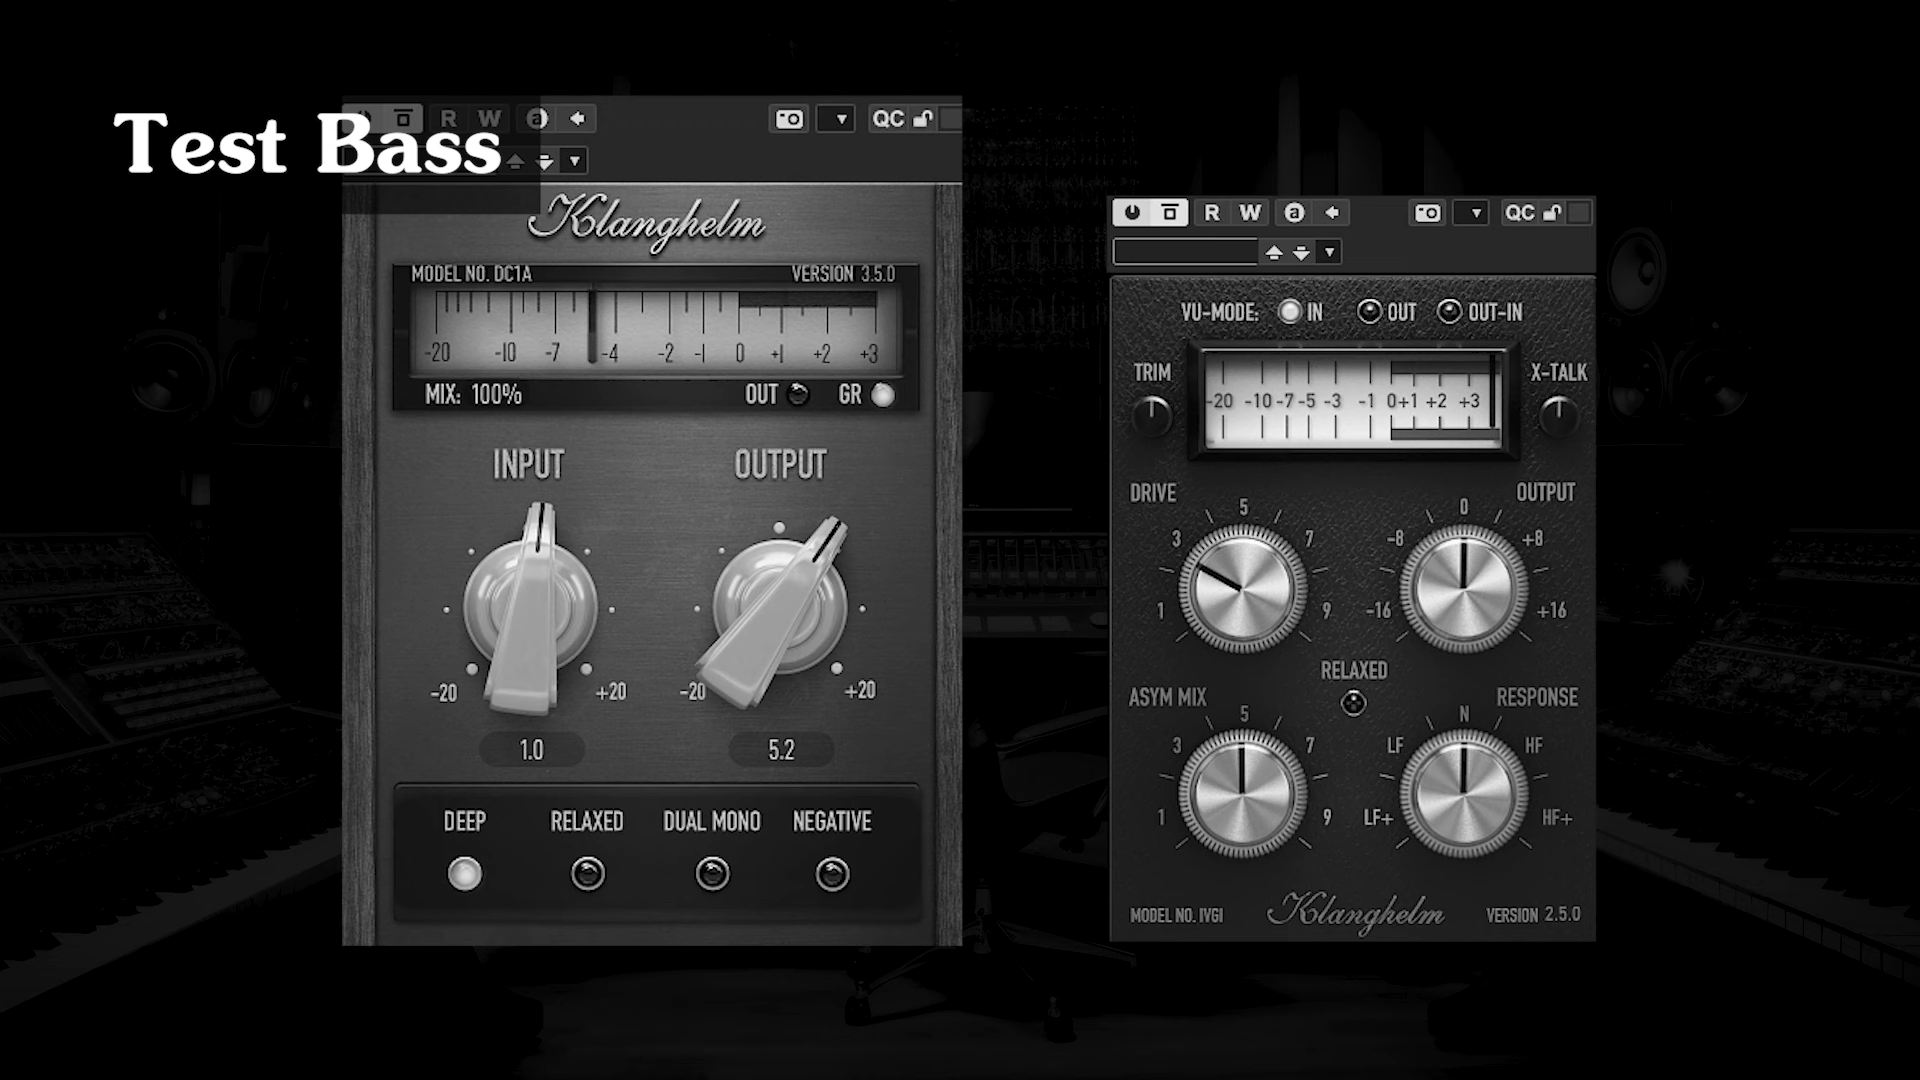 Test Bass
R W a QC
Klanghelm
MODEL NO. DC1A VERSION 3.5.0
-20 -10 -7 -4 -2 -1 0 +1 +2 +3
MIX: 100% OUT GR
INPUT OUTPUT
-20 +20 -20 +20
1.0 5.2
DEEP RELAXED DUAL MONO NEGATIVE
R W a QC
VU-MODE: IN OUT OUT-IN
TRIM X-TALK
-20 -10 -7 -5 -3 -1 0 +1 +2 +3
DRIVE OUTPUT
5 0
3 7 -8 +8
1 9 -16 +16
RELAXED
ASYM MIX RESPONSE
5 N
3 7 LF HF
1 9 LF+ HF+
MODEL NO. IVGI Klanghelm VERSION 2.5.0